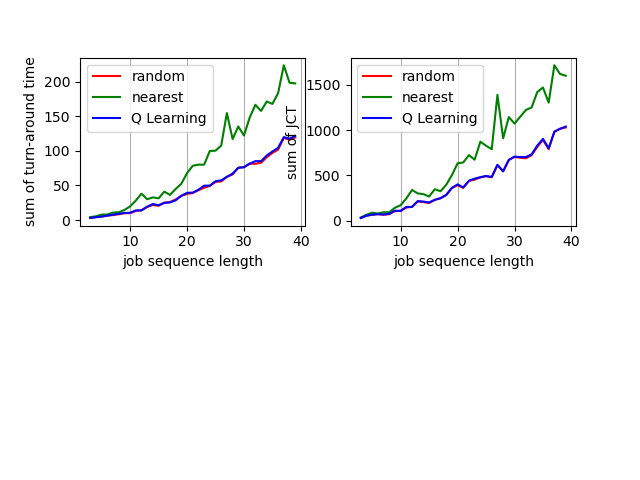 random
nearest
Q Learning
200
150
100
50
0
10
20
30
40
sum of turn-around time
job sequence length
random
nearest
Q Learning
1500
1000
500
0
10
20
30
40
sum of JCT
job sequence length